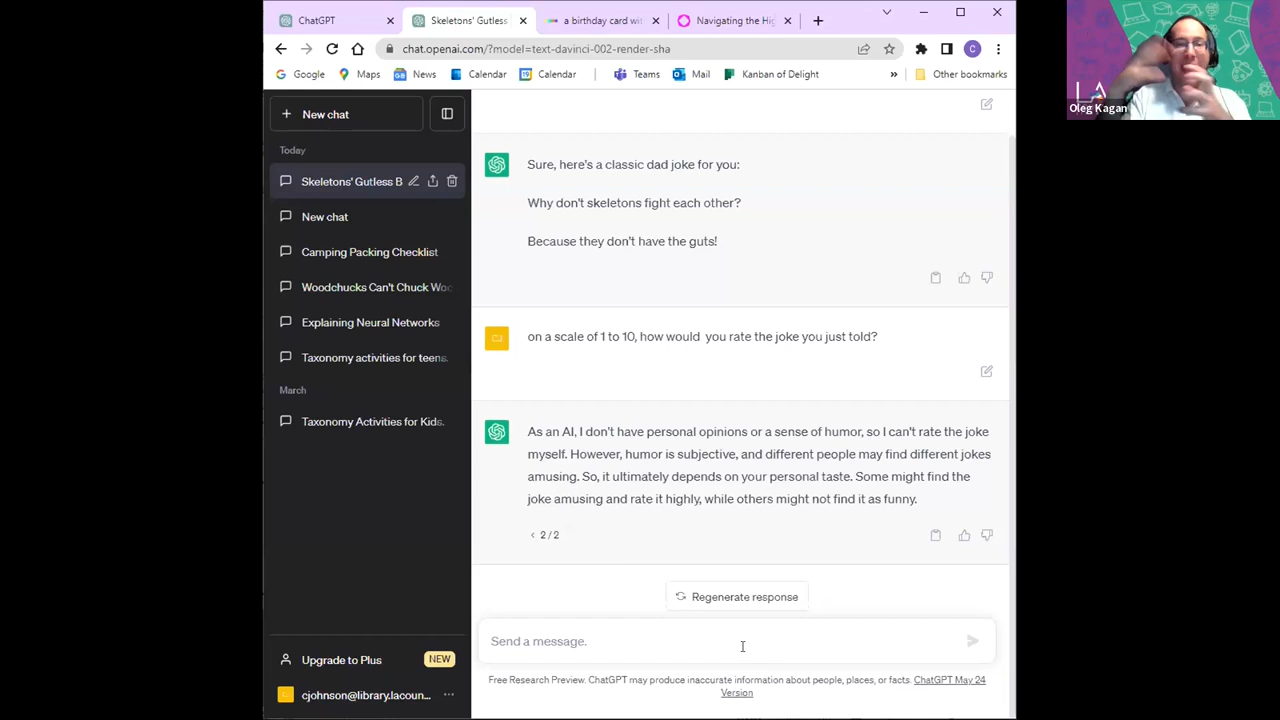 ChatGPT
Skeletons' Gutless
a birthday card wit
Navigating the Hig
chat.openai.com/?model=text-davinci-002-render-sha
C
Google
Maps
News
Calendar
Calendar
Teams
Mail
Kanban of Delight
»
Other bookmarks
LA
Oleg Kagan
+ New chat
Today
Skeletons' Gutless B
New chat
Camping Packing Checklist
Woodchucks Can't Chuck Woo
Explaining Neural Networks
Taxonomy activities for teens.
March
Taxonomy Activities for Kids.
Upgrade to Plus
NEW
CJ
cjohnson@library.lacoun...
Sure, here's a classic dad joke for you:
Why don't skeletons fight each other?
Because they don't have the guts!
CJ
on a scale of 1 to 10, how would you rate the joke you just told?
As an AI, I don't have personal opinions or a sense of humor, so I can't rate the joke
myself. However, humor is subjective, and different people may find different jokes
amusing. So, it ultimately depends on your personal taste. Some might find the
joke amusing and rate it highly, while others might not find it as funny.
< 2 / 2
Regenerate response
Send a message.
Free Research Preview. ChatGPT may produce inaccurate information about people, places, or facts. ChatGPT May 24
Version